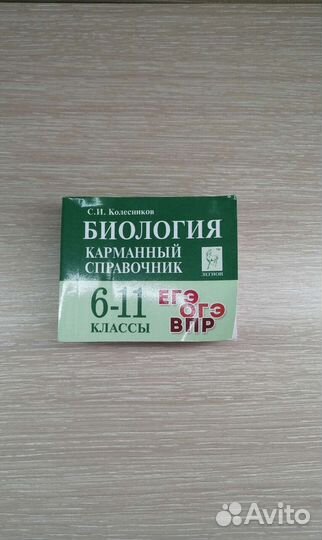 С.И. Колесников
БИОЛОГИЯ
КАРМАННЫЙ
СПРАВОЧНИК
ЛЕГИОН
6-11
КЛАССЫ
ЕГЭ
ОГЭ
ВПР
Avito